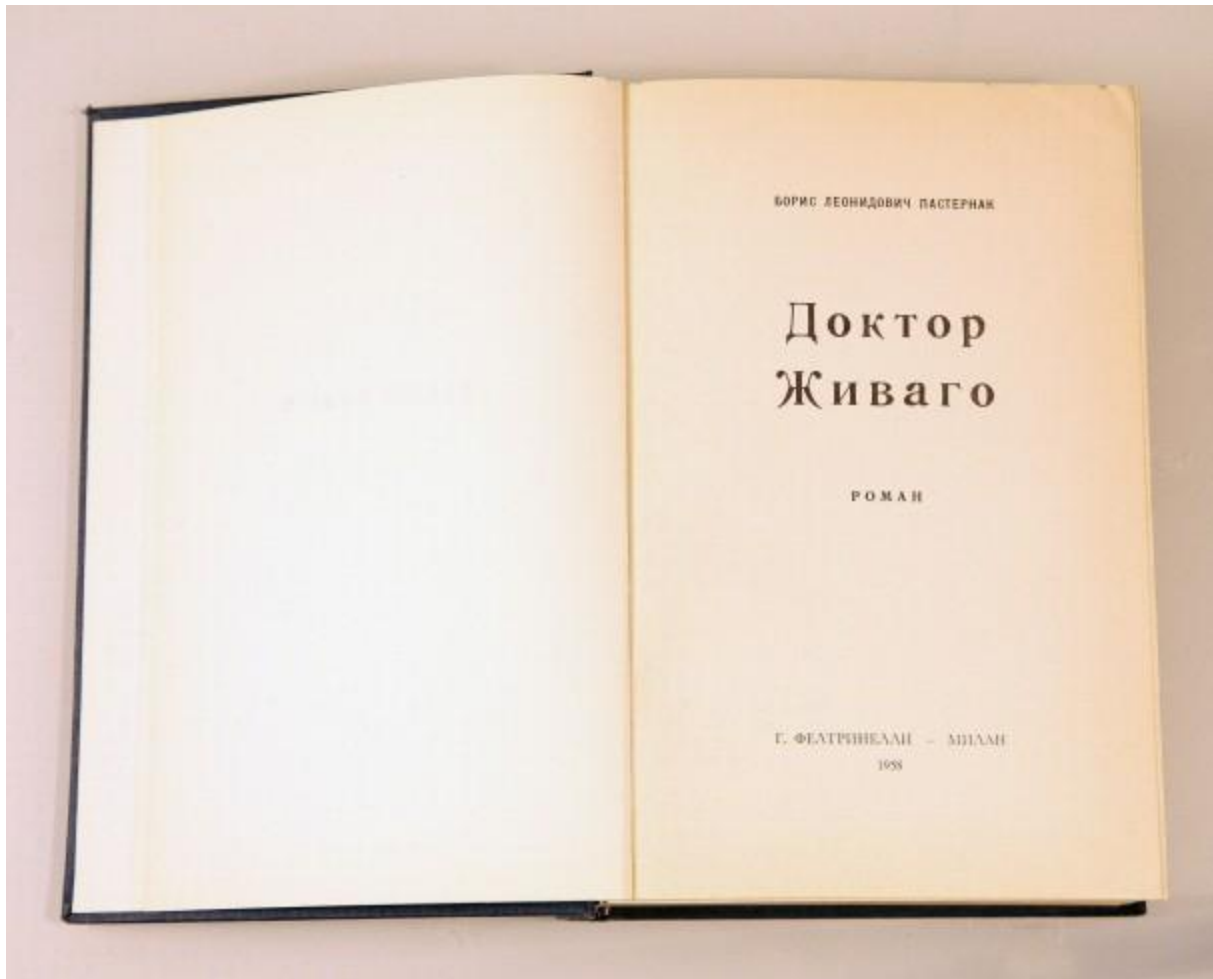 БОРИС ЛЕОНИДОВИЧ ПАСТЕРНАК
Доктор
Живаго
РОМАН
Г. ФЕЛТРИНЕЛЛИ – МИЛАН
1958